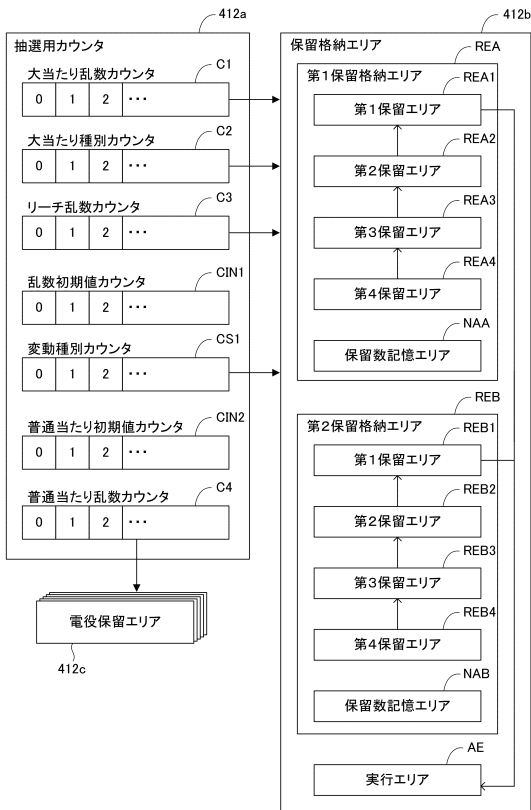 412a
抽選用カウンタ
大当たり乱数カウンタ
C1
0 1 2 ･･･
大当たり種別カウンタ
C2
0 1 2 ･･･
リーチ乱数カウンタ
C3
0 1 2 ･･･
乱数初期値カウンタ
CIN1
0 1 2 ･･･
変動種別カウンタ
CS1
0 1 2 ･･･
普通当たり初期値カウンタ
CIN2
0 1 2 ･･･
普通当たり乱数カウンタ
C4
0 1 2 ･･･
電役保留エリア
412c
412b
保留格納エリア
REA
第1保留格納エリア
REA1
第1保留エリア
REA2
第2保留エリア
REA3
第3保留エリア
REA4
第4保留エリア
NAA
保留数記憶エリア
REB
第2保留格納エリア
REB1
第1保留エリア
REB2
第2保留エリア
REB3
第3保留エリア
REB4
第4保留エリア
NAB
保留数記憶エリア
AE
実行エリア